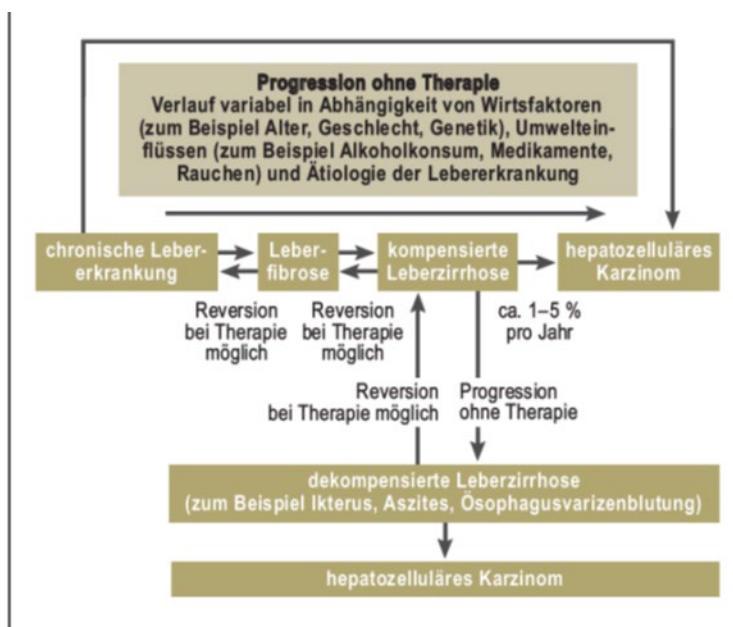 Progression ohne Therapie
Verlauf variabel in Abhängigkeit von Wirtsfaktoren
(zum Beispiel Alter, Geschlecht, Genetik), Umweltein-
flüssen (zum Beispiel Alkoholkonsum, Medikamente,
Rauchen) und Ätiologie der Lebererkrankung
chronische Leber-
erkrankung
Leber-
fibrose
kompensierte
Leberzirrhose
hepatozelluläres
Karzinom
Reversion
bei Therapie
möglich
Reversion
bei Therapie
möglich
ca. 1–5 %
pro Jahr
Reversion
bei Therapie möglich
Progression
ohne Therapie
dekompensierte Leberzirrhose
(zum Beispiel Ikterus, Aszites, Ösophagusvarizenblutung)
hepatozelluläres Karzinom